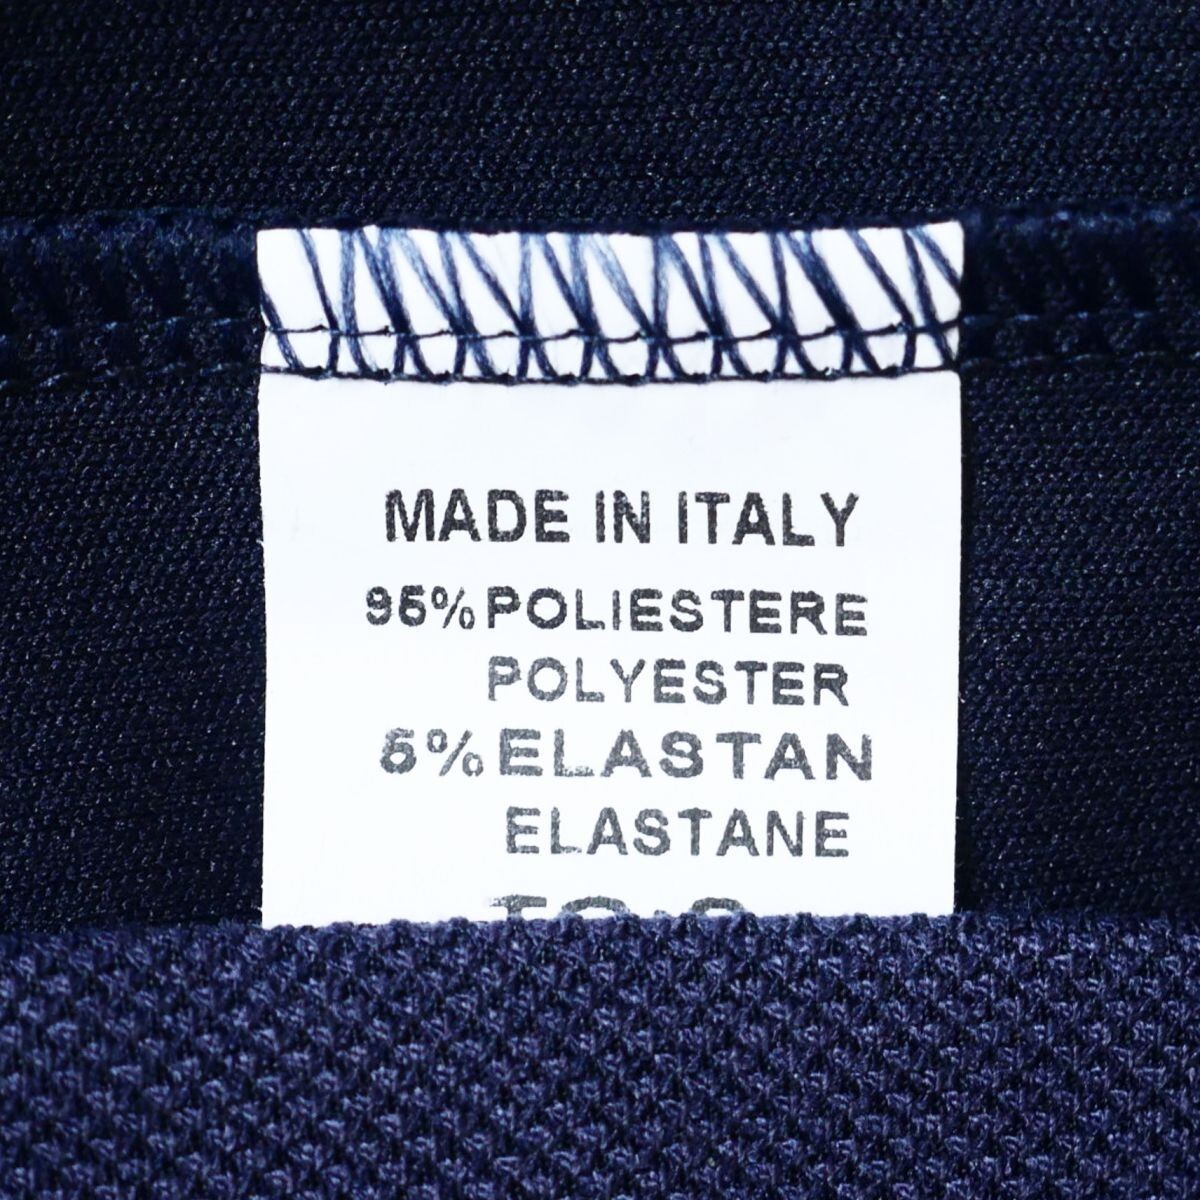 MADE IN ITALY
95% POLIESTERE
POLYESTER
5% ELASTAN
ELASTANE